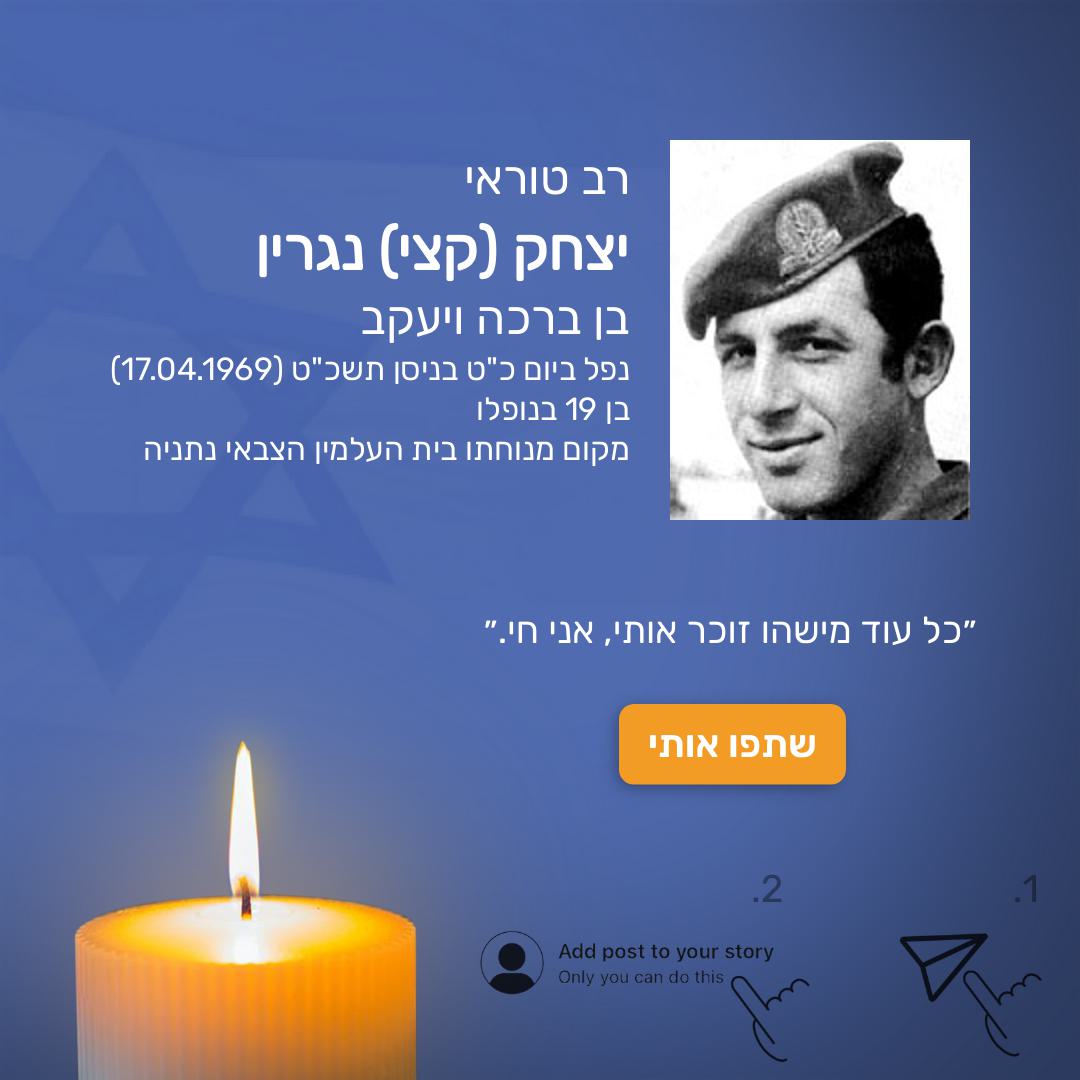 רב טוראי
יצחק (קצי) נגרין
בן ברכה ויעקב
נפל ביום כ"ט בניסן תשכ"ט (17.04.1969)
בן 19 בנופלו
מקום מנוחתו בית העלמין הצבאי נתניה
״כל עוד מישהו זוכר אותי, אני חי.״
שתפו אותי
1.
2.
Add post to your story
Only you can do this